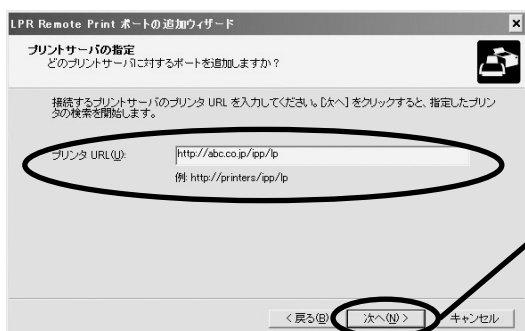 LPR Remote Print ポートの追加ウィザード
プリントサーバの指定
どのプリントサーバに対するポートを追加しますか？
接続するプリントサーバのプリンタ URL を入力してください。[次へ] をクリックすると、指定したプリン
タの検索を開始します。
プリンタ URL(U):
http://abc.co.jp/ipp/lp
例: http://printers/ipp/lp
< 戻る(B)
次へ(N) >
キャンセル